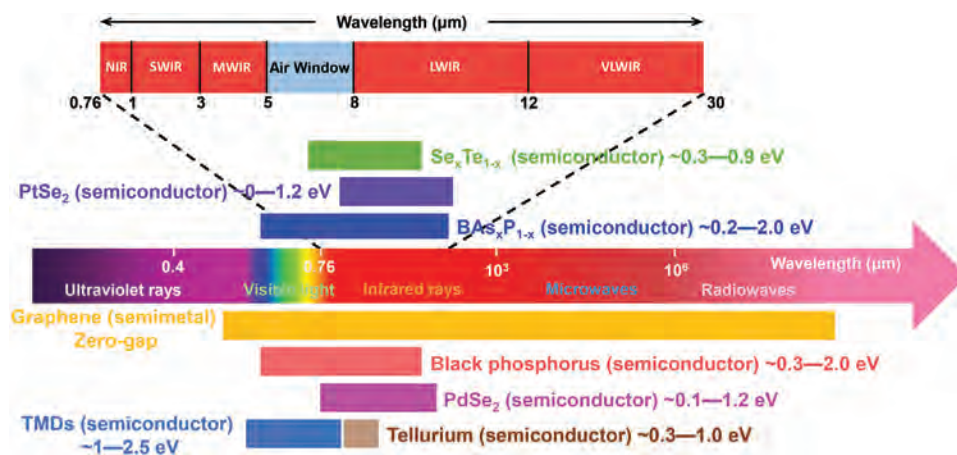 Wavelength (μm)
NIR SWIR MWIR Air Window LWIR VLWIR
0.76 1 3 5 8 12 30
SeₓTe₁₋ₓ (semiconductor) ~0.3—0.9 eV
PtSe₂ (semiconductor) ~0—1.2 eV
BAsₓP₁₋ₓ (semiconductor) ~0.2—2.0 eV
0.4 0.76 10³ 10⁶ Wavelength (μm)
Ultraviolet rays Visible light Infrared rays Microwaves Radiowaves
Graphene (semimetal)
Zero-gap
Black phosphorus (semiconductor) ~0.3—2.0 eV
PdSe₂ (semiconductor) ~0.1—1.2 eV
TMDs (semiconductor)
~1—2.5 eV
Tellurium (semiconductor) ~0.3—1.0 eV